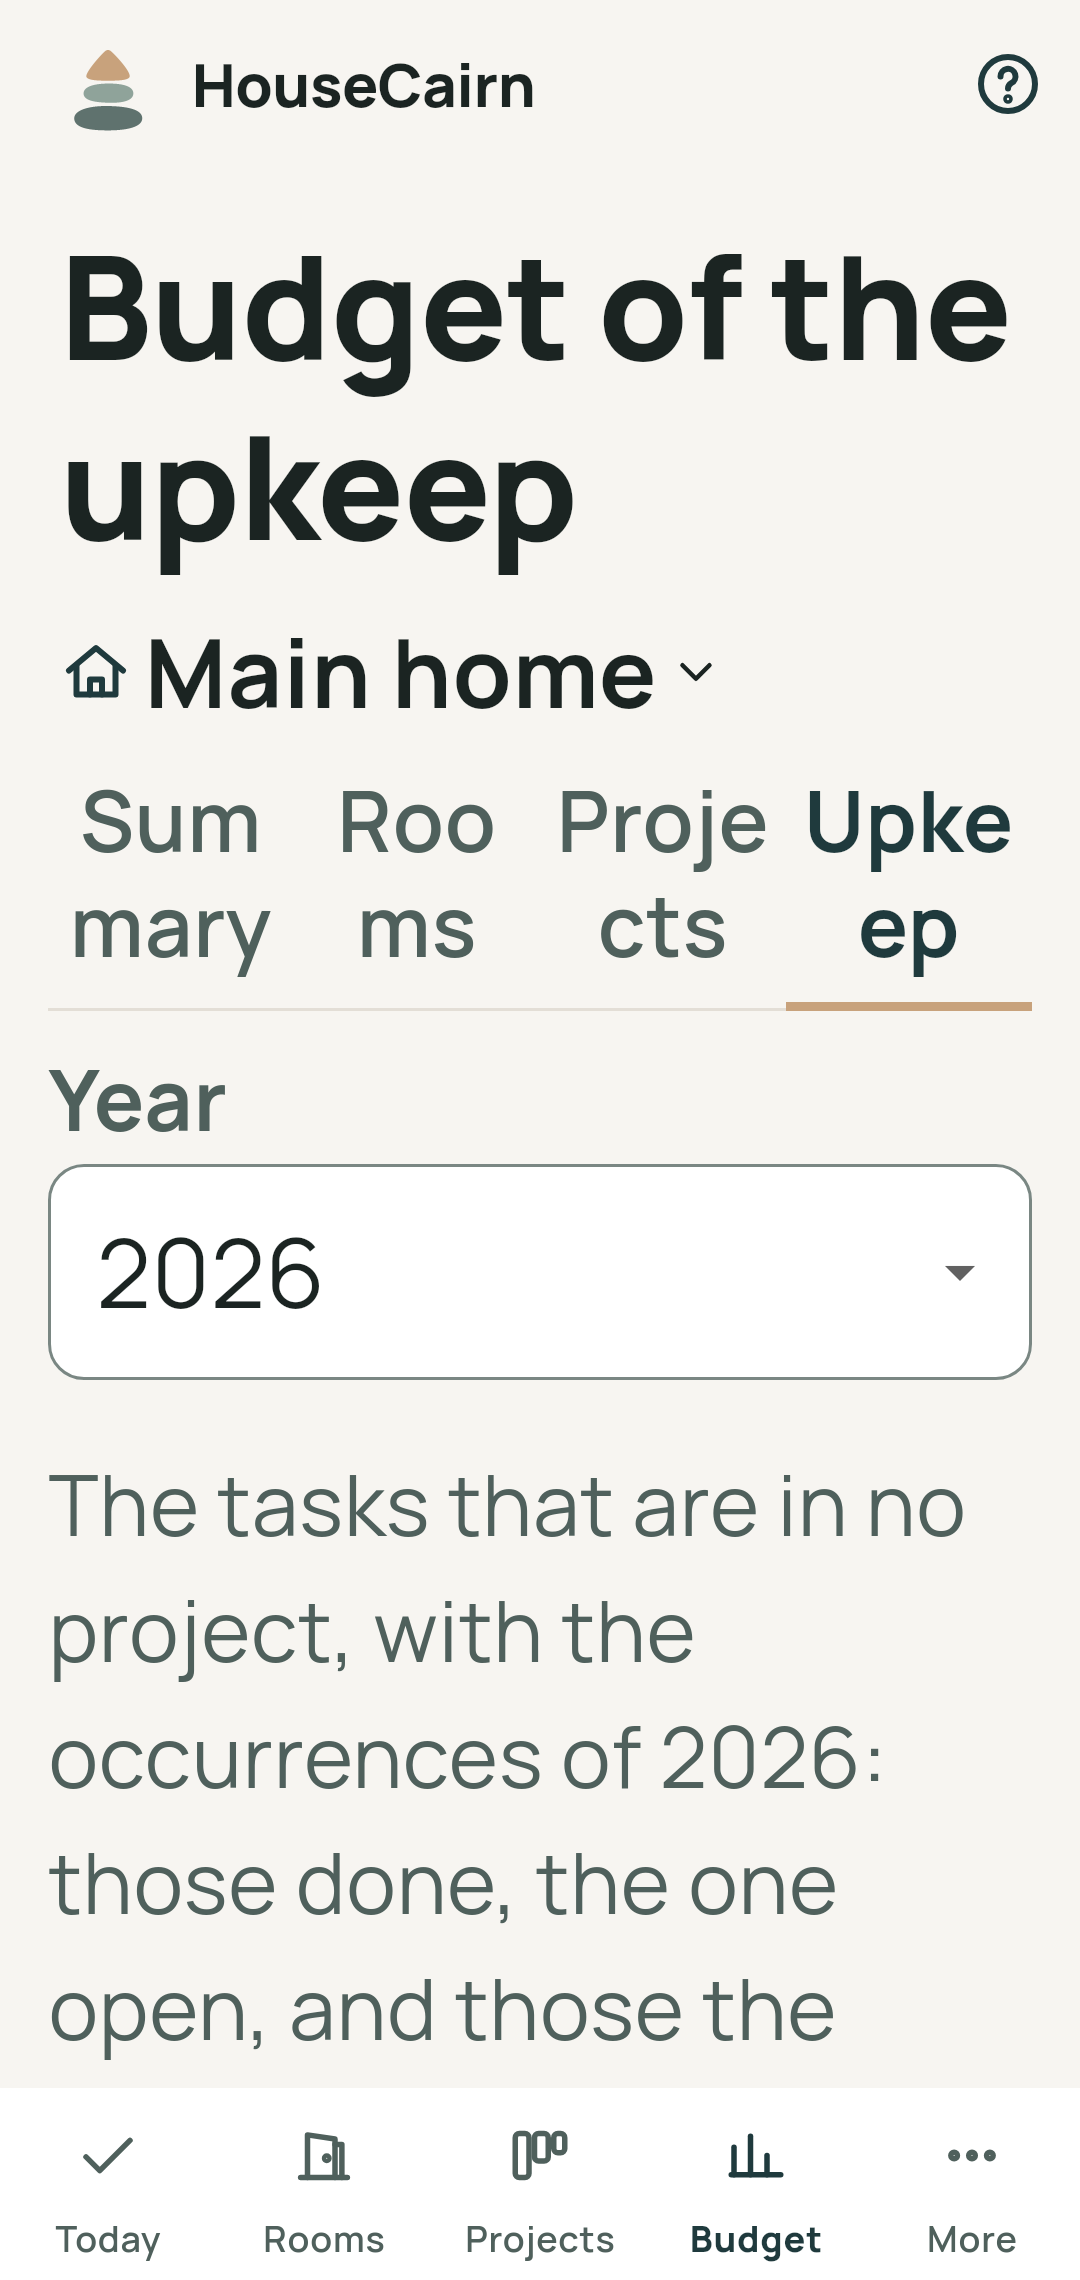 HouseCairn
Budget of the
upkeep
Main home
Sum
mary
Roo
ms
Proje
cts
Upke
ep
Year
2026
The tasks that are in no
project, with the
occurrences of 2026:
those done, the one
open, and those the
Today
Rooms
Projects
Budget
More